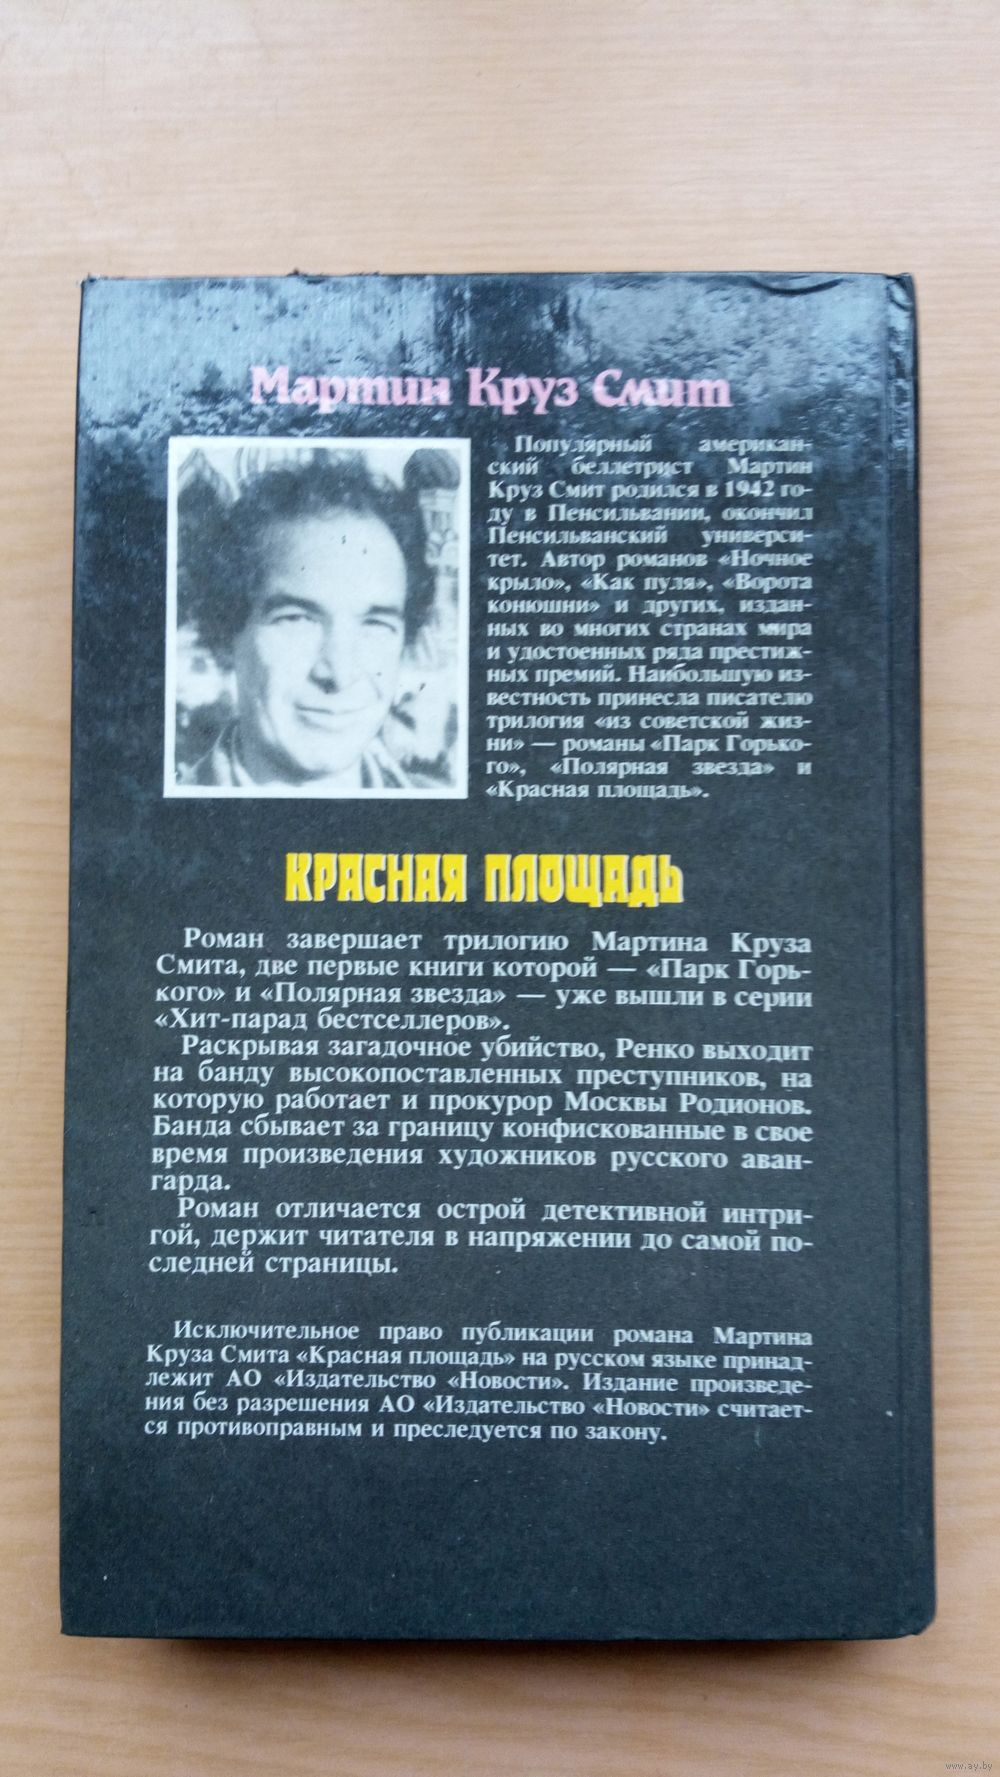 Мартин Круз Смит
Популярный американ-
ский беллетрист Мартин
Круз Смит родился в 1942 го-
ду в Пенсильвании, окончил
Пенсильванский универси-
тет. Автор романов «Ночное
крыло», «Как пуля», «Ворота
конюшни» и других, издан-
ных во многих странах мира
и удостоенных ряда престиж-
ных премий. Наибольшую из-
вестность принесла писателю
трилогия «из советской жиз-
ни» — романы «Парк Горько-
го», «Полярная звезда» и
«Красная площадь».
КРАСНАЯ ПЛОЩАДЬ
Роман завершает трилогию Мартина Круза
Смита, две первые книги которой — «Парк Горь-
кого» и «Полярная звезда» — уже вышли в серии
«Хит-парад бестселлеров».
Раскрывая загадочное убийство, Ренко выходит
на банду высокопоставленных преступников, на
которую работает и прокурор Москвы Родионов.
Банда сбывает за границу конфискованные в свое
время произведения художников русского аван-
гарда.
Роман отличается острой детективной интри-
гой, держит читателя в напряжении до самой по-
следней страницы.
Исключительное право публикации романа Мартина
Круза Смита «Красная площадь» на русском языке принад-
лежит АО «Издательство «Новости». Издание произведе-
ния без разрешения АО «Издательство «Новости» считает-
ся противоправным и преследуется по закону.
www.ay.by